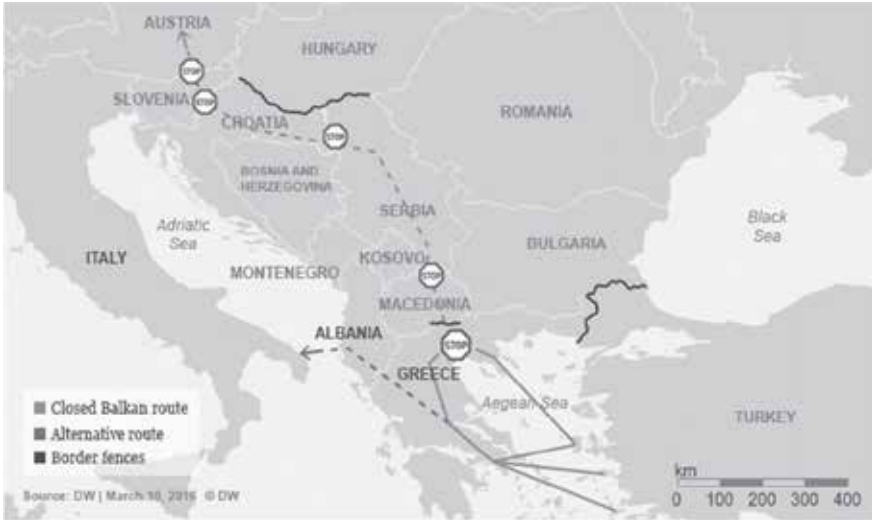 AUSTRIA
STOP
HUNGARY
SLOVENIA
STOP
CROATIA
STOP
ROMANIA
BOSNIA AND
HERZEGOVINA
Adriatic
Sea
SERBIA
Black
Sea
ITALY
KOSOVO
BULGARIA
MONTENEGRO
STOP
MACEDONIA
ALBANIA
STOP
GREECE
Closed Balkan route
Aegean Sea
TURKEY
Alternative route
Border fences
km
0 100 200 300 400
Source: DW | March 10, 2016 © DW